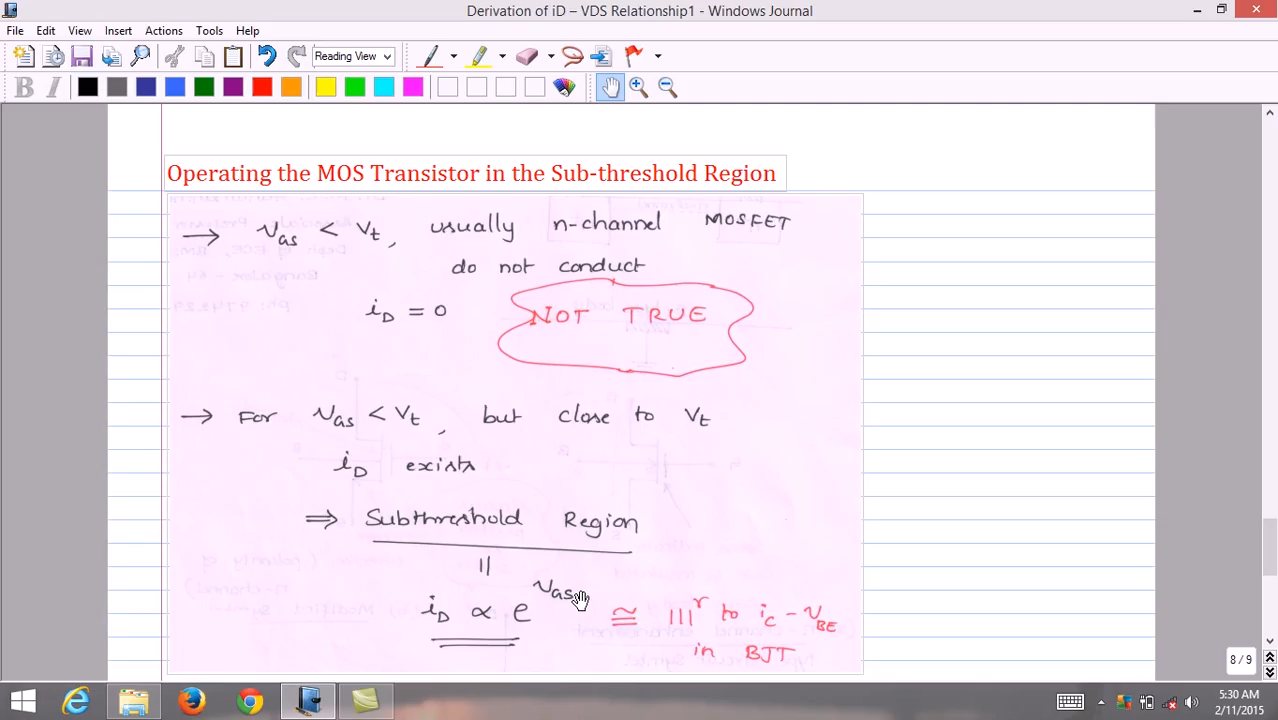 Derivation of iD – VDS Relationship1 - Windows Journal
File Edit View Insert Actions Tools Help
Reading View
B I
Operating the MOS Transistor in the Sub-threshold Region
→ vGS < Vt, usually n-channel MOSFET
do not conduct
iD = 0 NOT TRUE
→ For vGS < Vt, but close to Vt
iD exists
⇒ Subthreshold Region
||
iD ∝ e^vGS ≅ |||r to ic - vBE
in BJT
8 / 9
5:30 AM
2/11/2015